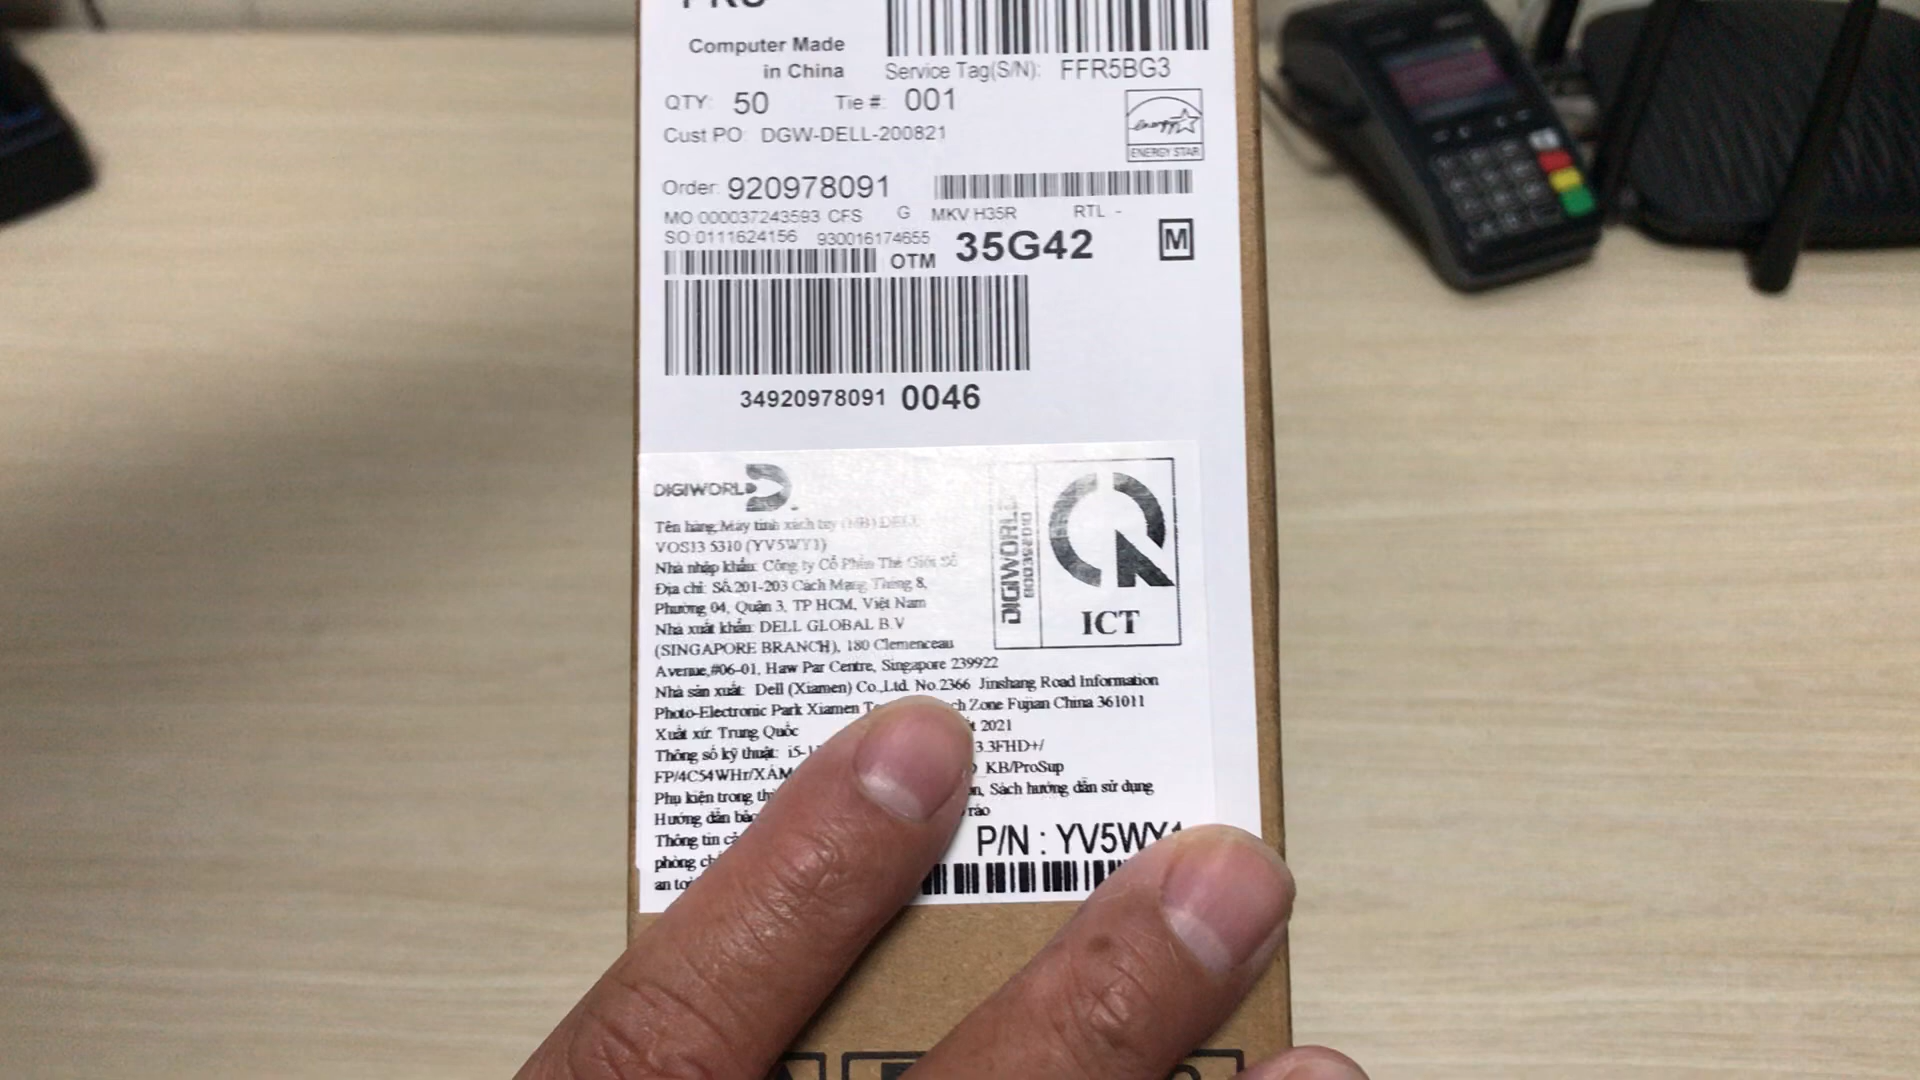 Computer Made
in China
Service Tag(S/N): FFR5BG3
QTY: 50 Tie #: 001
Cust PO: DGW-DELL-200821
energy
ENERGY STAR
Order: 920978091
MO:000037243593 CFS G MKV H35R RTL -
SO:0111624156 930016174655
OTM 35G42 M
34920978091 0046
DIGIWORLD
DIGIWORLD
ICT
Tên hàng: Máy tính xách tay (NB) DELL
VOS13 5310 (YV5WY1)
Nhà nhập khẩu: Công ty Cổ Phần Thế Giới Số
Địa chỉ: Số 201-203 Cách Mạng Tháng 8,
Phường 04, Quận 3, TP HCM, Việt Nam
Nhà xuất khẩu: DELL GLOBAL B.V
(SINGAPORE BRANCH), 180 Clemenceau
Avenue,#06-01, Haw Par Centre, Singapore 239922
Nhà sản xuất: Dell (Xiamen) Co.,Ltd. No.2366 Jinshang Road Information
Photo-Electronic Park Xiamen Zone Fujian China 361011
Xuất xứ: Trung Quốc 2021
Thông số kỹ thuật: 3.3FHD+/
FP/4C54WHr/XÁM KB/ProSup
Phụ kiện trong Sách hướng dẫn sử dụng
Hướng dẫn ráo
Thông tin
phòng
an
P/N : YV5WY1